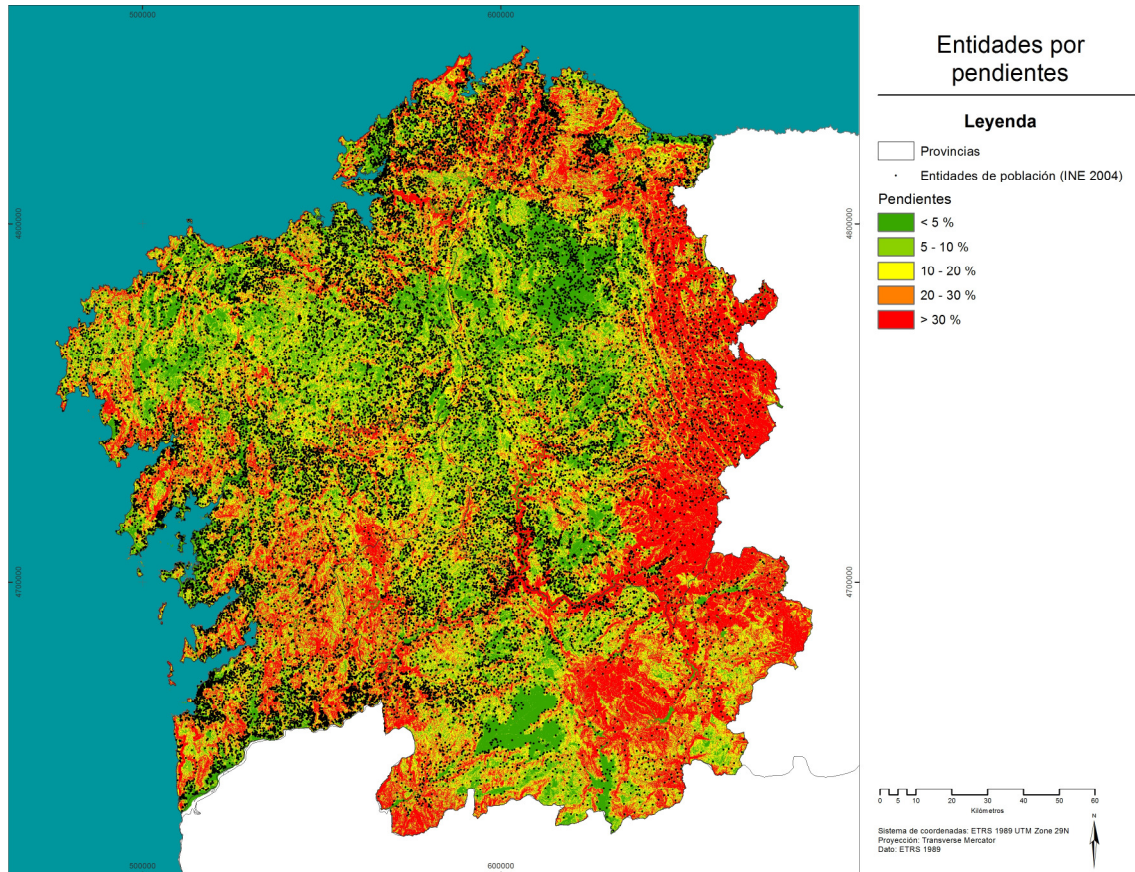 500000
600000
4800000
4800000
4700000
4700000
500000
600000
Entidades por
pendientes
Leyenda
Provincias
Entidades de población (INE 2004)
Pendientes
< 5 %
5 - 10 %
10 - 20 %
20 - 30 %
> 30 %
0 5 10 20 30 40 50 60
Kilómetros
N
Sistema de coordenadas: ETRS 1989 UTM Zone 29N
Proyección: Transverse Mercator
Dato: ETRS 1989